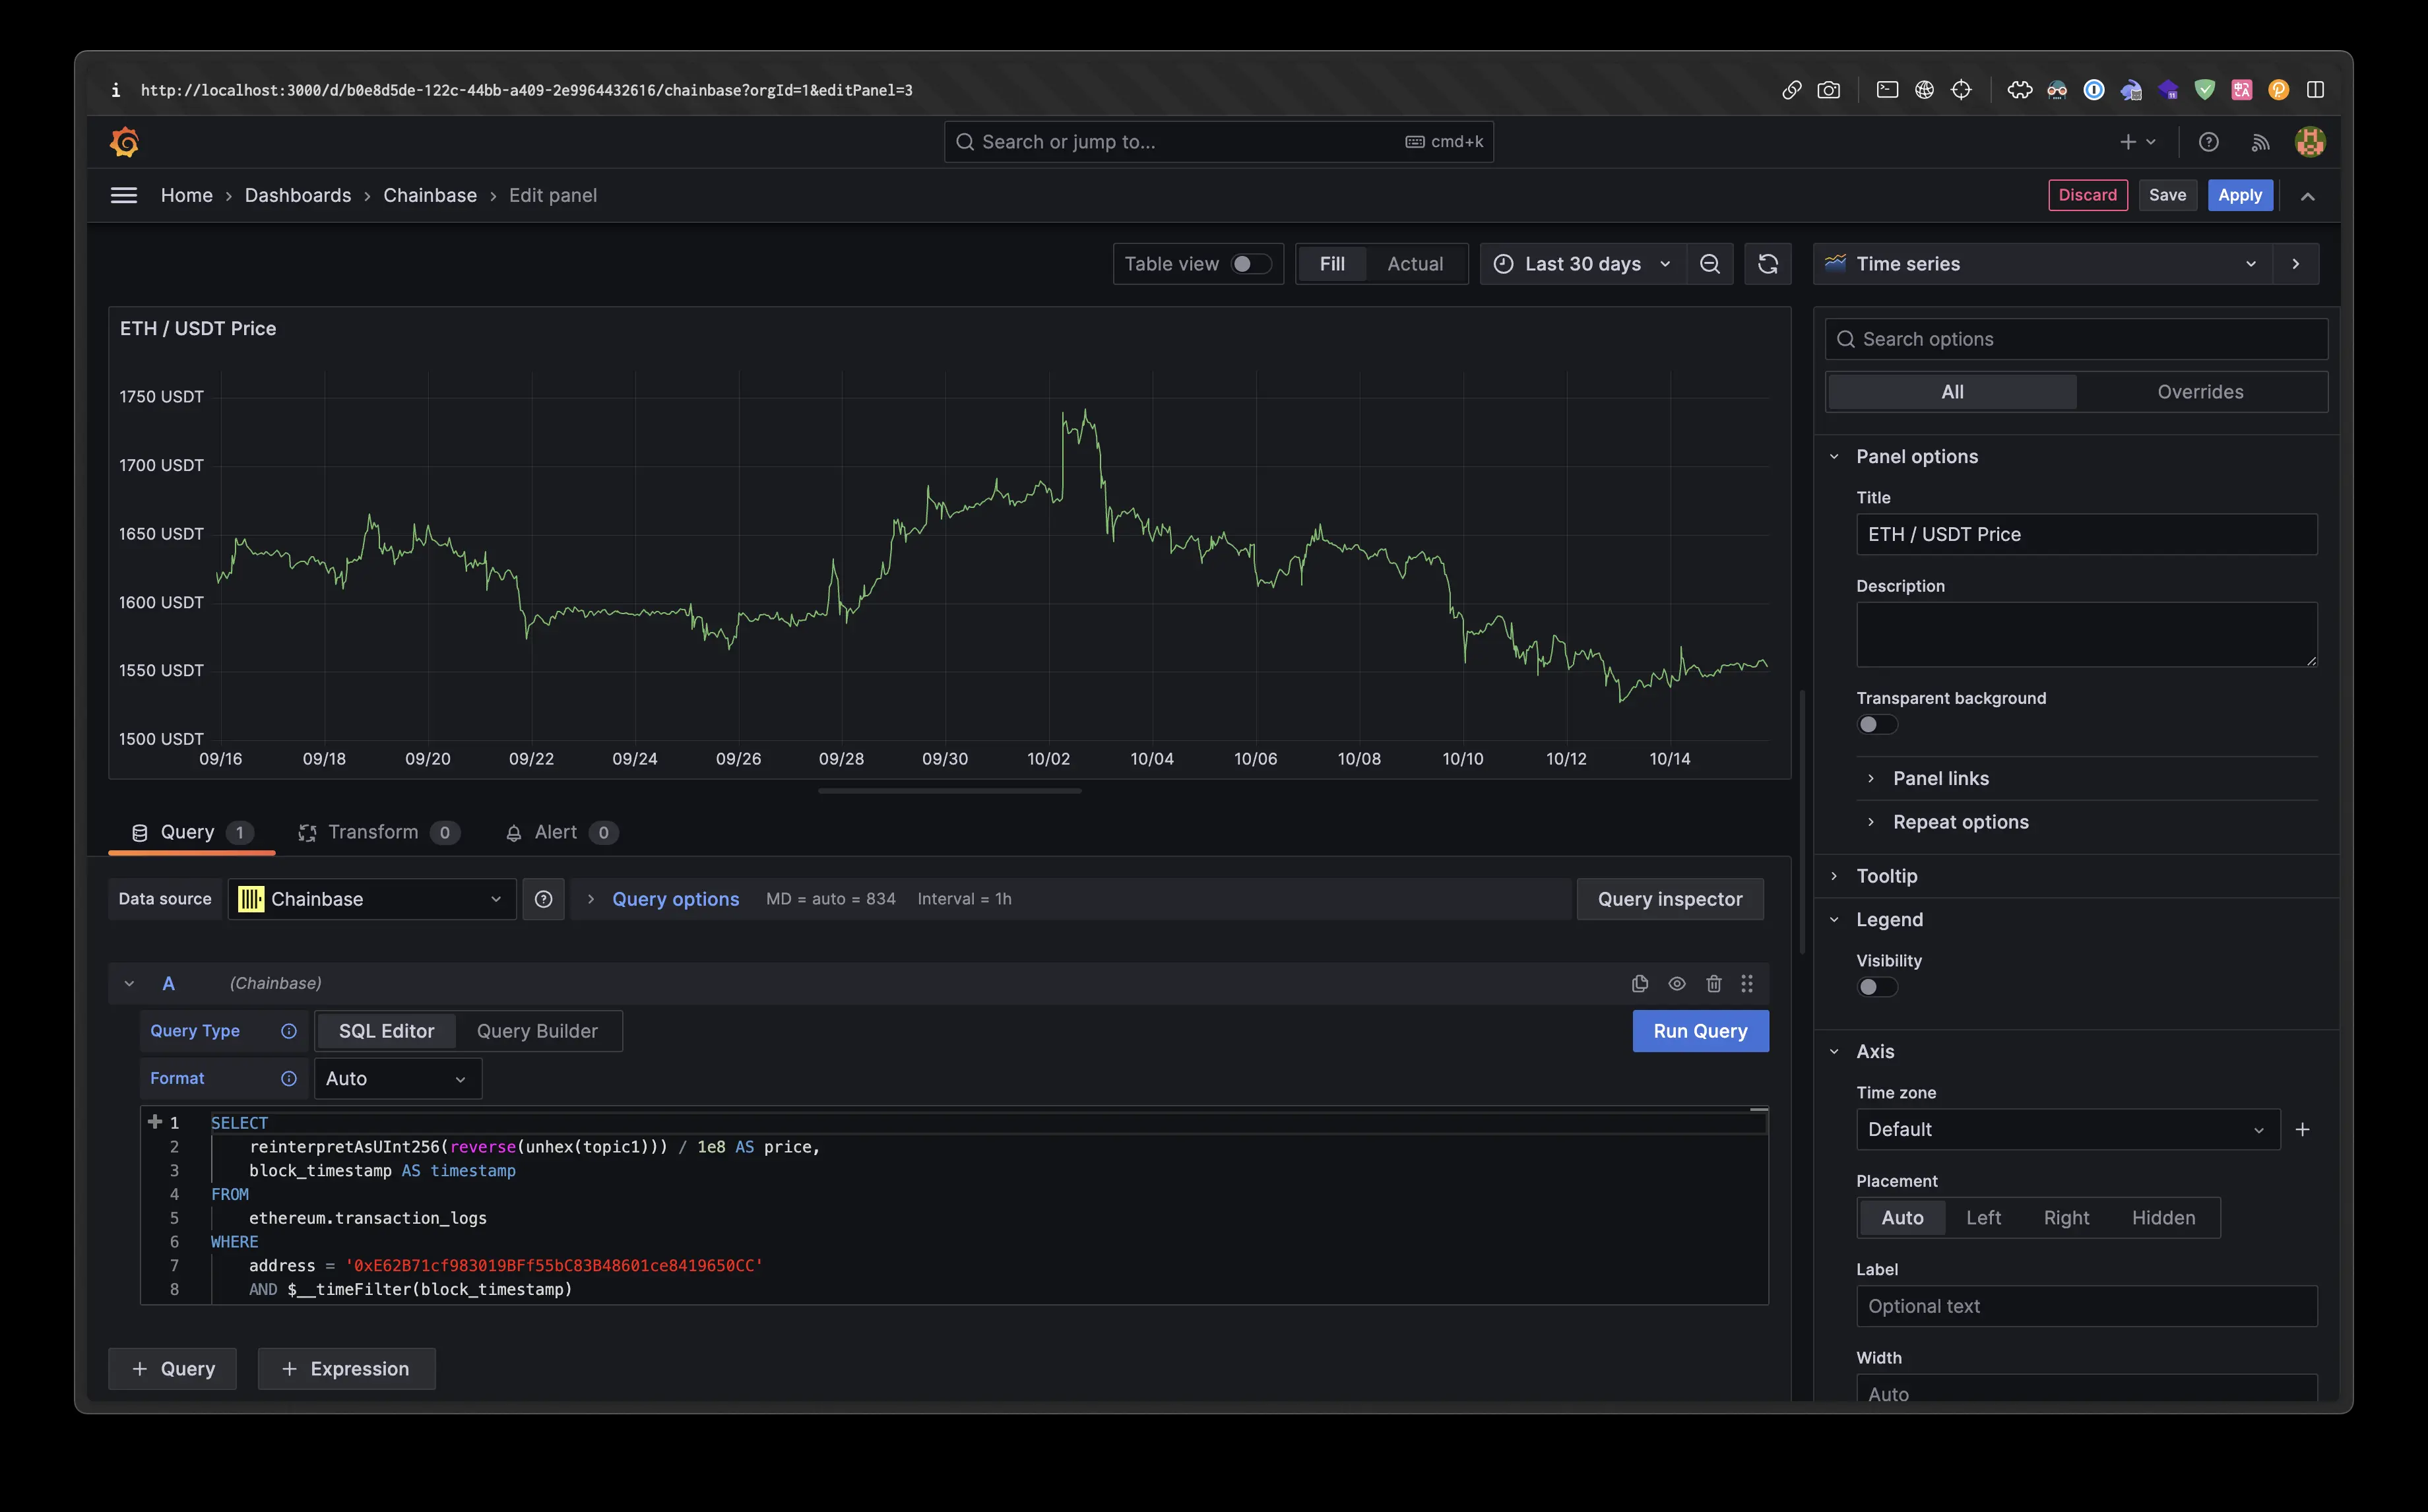 http://localhost:3000/d/b0e8d5de-122c-44bb-a409-2e9964432616/chainbase?orgId=1&editPanel=3
Search or jump to... cmd+k
Home › Dashboards › Chainbase › Edit panel
Discard Save Apply
Table view Fill Actual Last 30 days Time series
ETH / USDT Price
1750 USDT
1700 USDT
1650 USDT
1600 USDT
1550 USDT
1500 USDT
09/16 09/18 09/20 09/22 09/24 09/26 09/28 09/30 10/02 10/04 10/06 10/08 10/10 10/12 10/14
Query 1 Transform 0 Alert 0
Data source Chainbase Query options MD = auto = 834 Interval = 1h Query inspector
A (Chainbase)
Query Type SQL Editor Query Builder Run Query
Format Auto
1 SELECT
2 reinterpretAsUInt256(reverse(unhex(topic1))) / 1e8 AS price,
3 block_timestamp AS timestamp
4 FROM
5 ethereum.transaction_logs
6 WHERE
7 address = '0xE62B71cf983019BFf55bC83B48601ce8419650CC'
8 AND $__timeFilter(block_timestamp)
+ Query + Expression
Search options
All Overrides
Panel options
Title
ETH / USDT Price
Description
Transparent background
Panel links
Repeat options
Tooltip
Legend
Visibility
Axis
Time zone
Default
Placement
Auto Left Right Hidden
Label
Optional text
Width
Auto